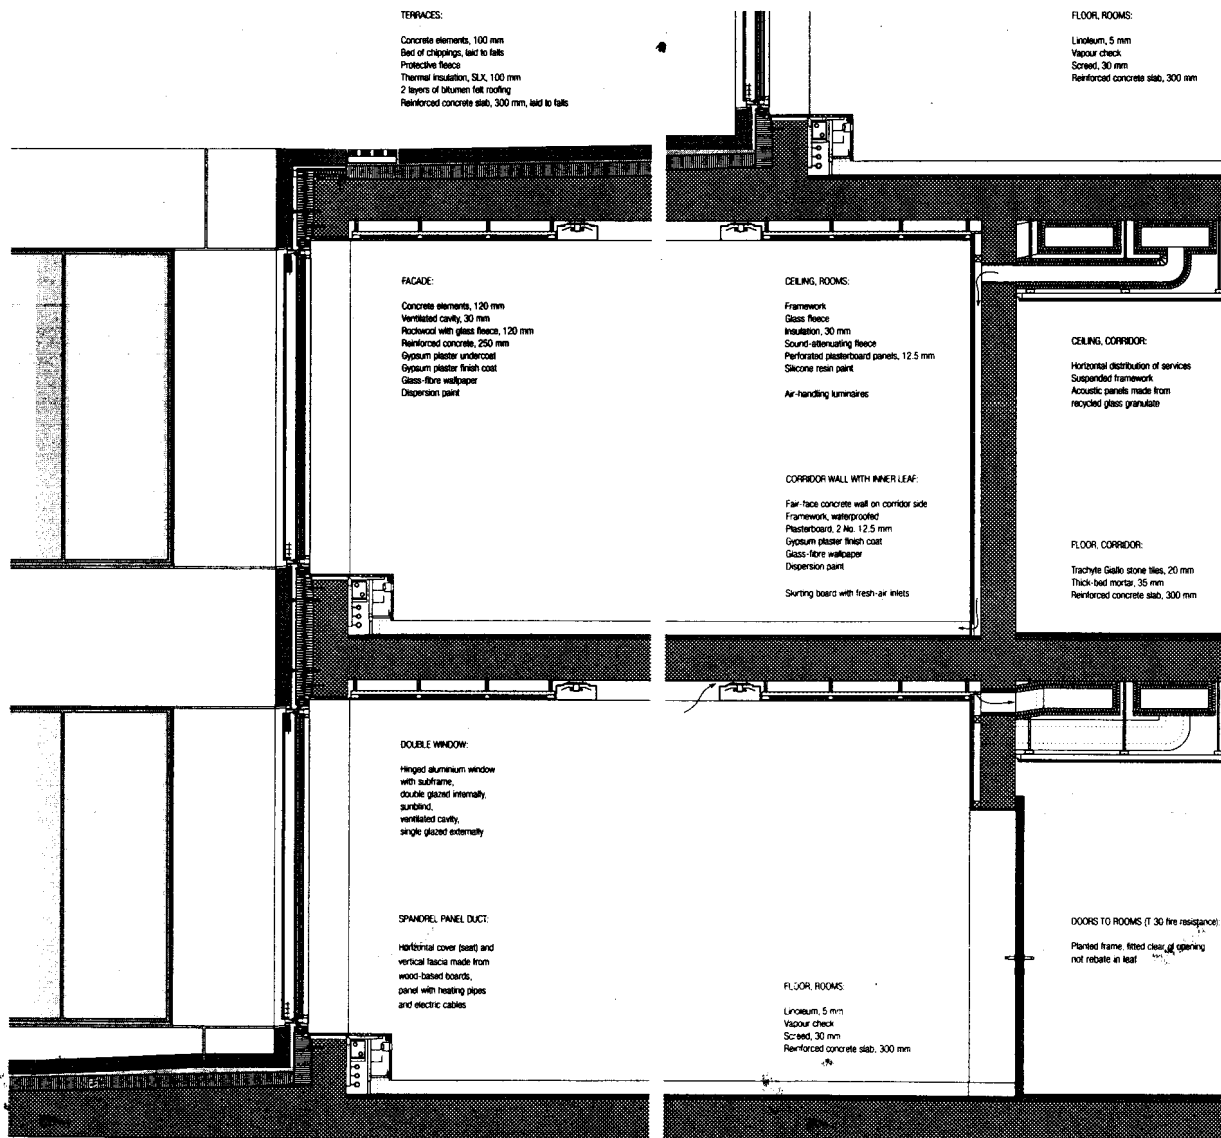 TERRACES:
Concrete elements, 100 mm
Bed of chippings, laid to falls
Protective fleece
Thermal insulation, SLX, 100 mm
2 layers of bitumen felt roofing
Reinforced concrete slab, 300 mm, laid to falls
FLOOR, ROOMS:
Linoleum, 5 mm
Vapour check
Screed, 30 mm
Reinforced concrete slab, 300 mm
FACADE:
Concrete elements, 120 mm
Ventilated cavity, 30 mm
Rockwool with glass fleece, 120 mm
Reinforced concrete, 250 mm
Gypsum plaster undercoat
Gypsum plaster finish coat
Glass-fibre wallpaper
Dispersion paint
CEILING, ROOMS:
Framework
Glass fleece
Insulation, 30 mm
Sound-attenuating fleece
Perforated plasterboard panels, 12.5 mm
Silicone resin paint
Air-handling luminaires
CEILING, CORRIDOR:
Horizontal distribution of services
Suspended framework
Acoustic panels made from
recycled glass granulate
CORRIDOR WALL WITH INNER LEAF:
Fair-face concrete wall on corridor side
Framework, waterproofed
Plasterboard, 2 No. 12.5 mm
Gypsum plaster finish coat
Glass-fibre wallpaper
Dispersion paint
Skirting board with fresh-air inlets
FLOOR, CORRIDOR:
Trachyte Giallo stone tiles, 20 mm
Thick-bed mortar, 35 mm
Reinforced concrete slab, 300 mm
DOUBLE WINDOW:
Hinged aluminium window
with subframe,
double glazed internally,
sunblind,
ventilated cavity,
single glazed externally
SPANDREL PANEL DUCT:
Horizontal cover (seat) and
vertical fascia made from
wood-based boards,
panel with heating pipes
and electric cables
FLOOR, ROOMS:
Linoleum, 5 mm
Vapour check
Screed, 30 mm
Reinforced concrete slab, 300 mm
DOORS TO ROOMS (T 30 fire resistance):
Planted frame, fitted clear of opening
not rebate in leaf